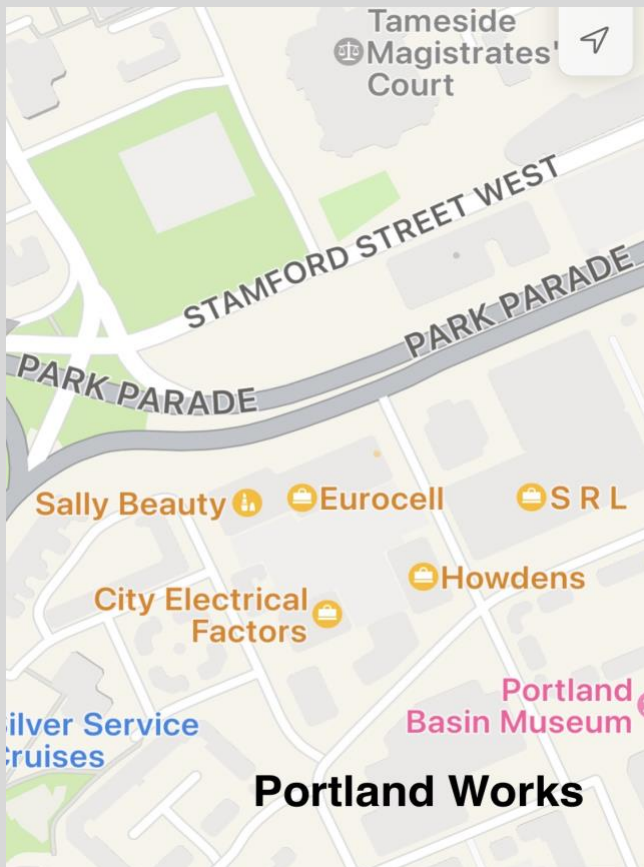 Tameside
Magistrates'
Court
STAMFORD STREET WEST
PARK PARADE
PARK PARADE
Sally Beauty
Eurocell
S R L
Howdens
City Electrical
Factors
Portland
Basin Museum
ilver Service
ruises
Portland Works